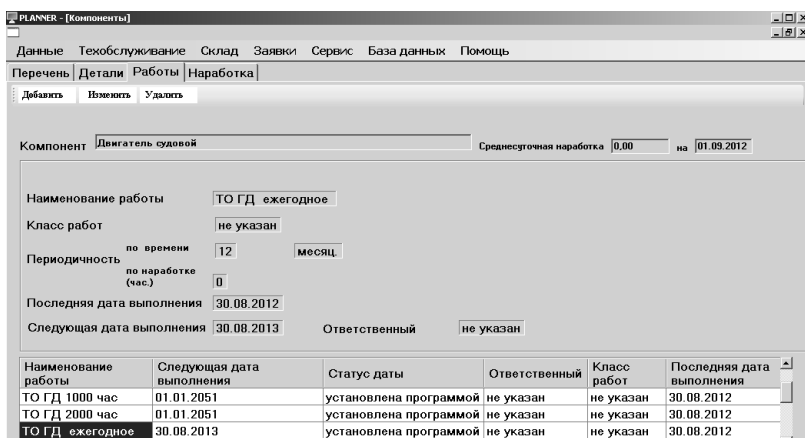 PLANNER - [Компоненты]
Данные Техобслуживание Склад Заявки Сервис База данных Помощь
Перечень Детали Работы Наработка
Добавить Изменить Удалить
Компонент Двигатель судовой Среднесуточная наработка 0,00 на 01.09.2012
Наименование работы ТО ГД ежегодное
Класс работ не указан
Периодичность по времени 12 месяц.
по наработке (час.) 0
Последняя дата выполнения 30.08.2012
Следующая дата выполнения 30.08.2013 Ответственный не указан
Наименование работы Следующая дата выполнения Статус даты Ответственный Класс работ Последняя дата выполнения
ТО ГД 1000 час 01.01.2051 установлена программой не указан не указан 30.08.2012
ТО ГД 2000 час 01.01.2051 установлена программой не указан не указан 30.08.2012
ТО ГД ежегодное 30.08.2013 установлена программой не указан не указан 30.08.2012